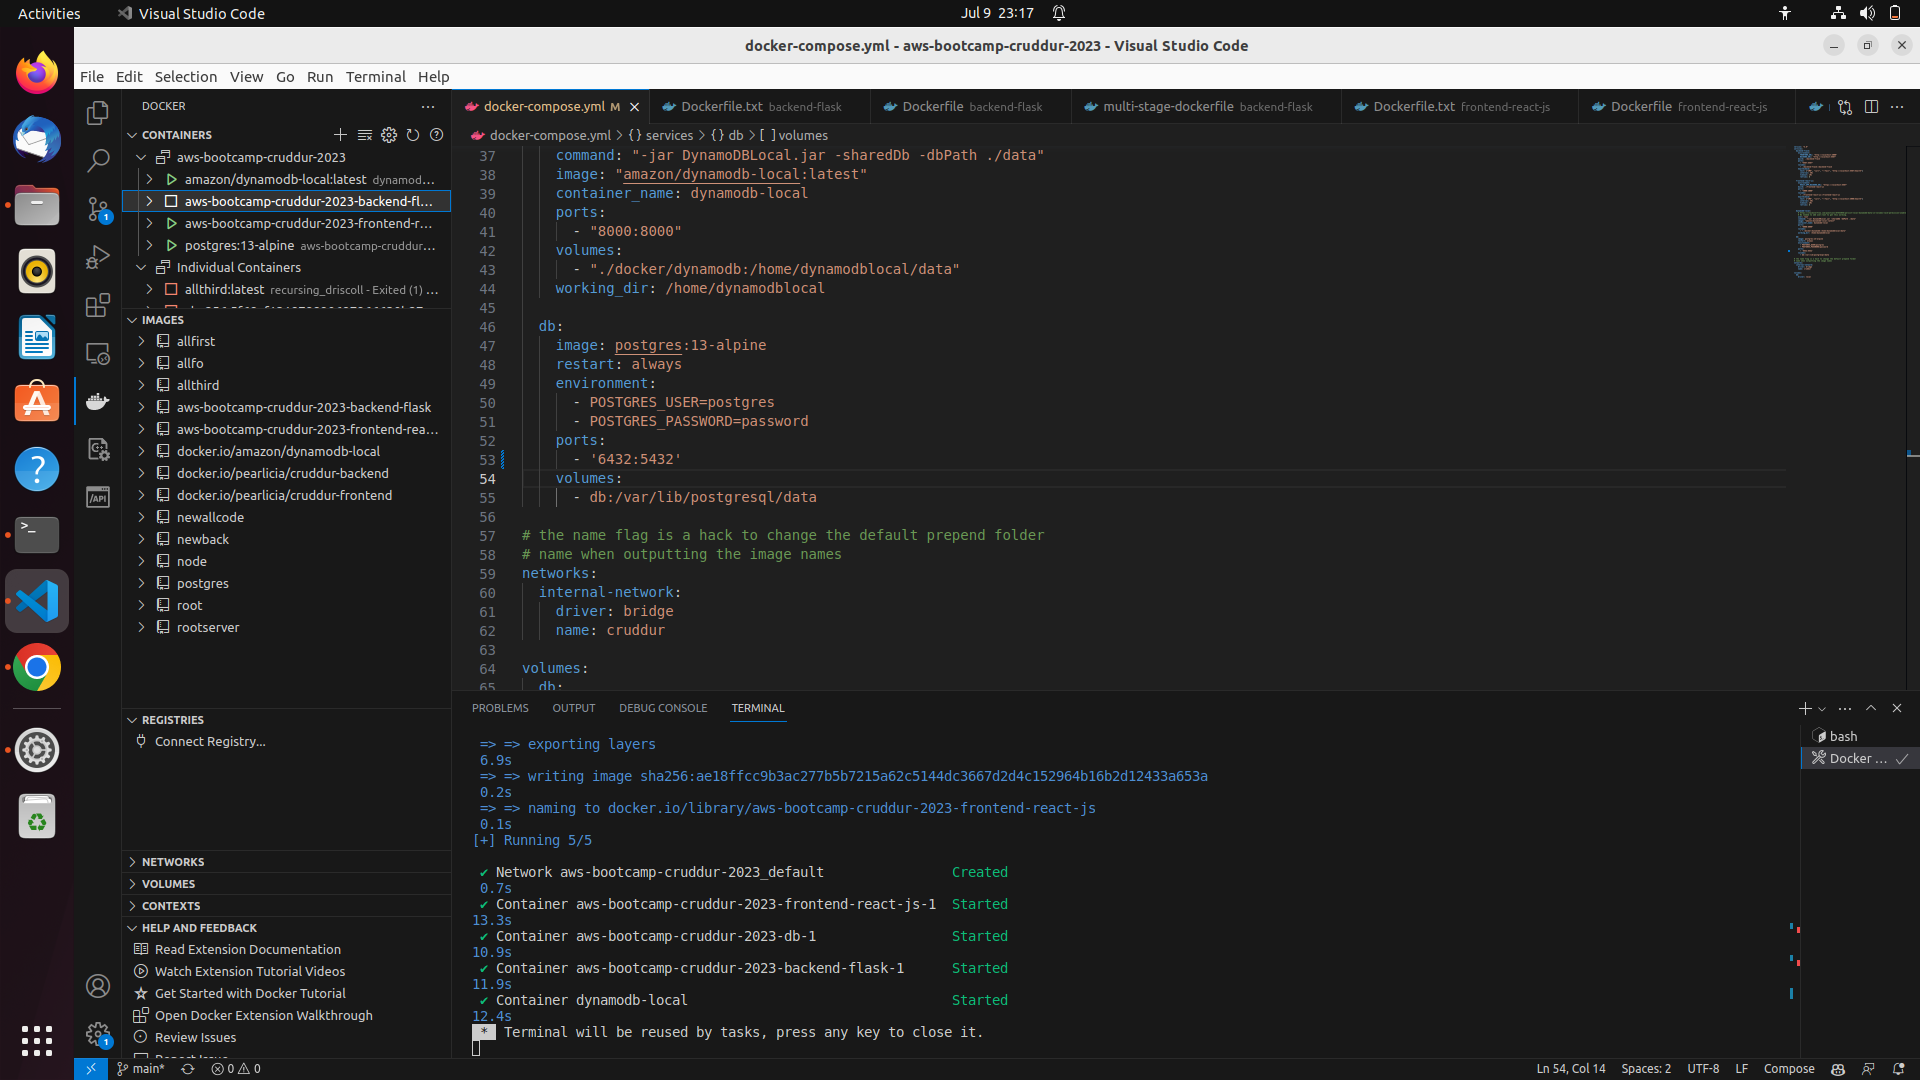 Activities
Visual Studio Code
Jul 9 23:17
docker-compose.yml - aws-bootcamp-cruddur-2023 - Visual Studio Code
File Edit Selection View Go Run Terminal Help
DOCKER
CONTAINERS
aws-bootcamp-cruddur-2023
amazon/dynamodb-local:latest dynamod...
aws-bootcamp-cruddur-2023-backend-fl...
aws-bootcamp-cruddur-2023-frontend-r...
postgres:13-alpine aws-bootcamp-cruddur...
Individual Containers
allthird:latest recursing_driscoll - Exited (1) ...
IMAGES
allfirst
allfo
allthird
aws-bootcamp-cruddur-2023-backend-flask
aws-bootcamp-cruddur-2023-frontend-rea...
docker.io/amazon/dynamodb-local
docker.io/pearlicia/cruddur-backend
docker.io/pearlicia/cruddur-frontend
newallcode
newback
node
postgres
root
rootserver
REGISTRIES
Connect Registry...
NETWORKS
VOLUMES
CONTEXTS
HELP AND FEEDBACK
Read Extension Documentation
Watch Extension Tutorial Videos
Get Started with Docker Tutorial
Open Docker Extension Walkthrough
Review Issues
Report Issue
docker-compose.yml M
Dockerfile.txt backend-flask
Dockerfile backend-flask
multi-stage-dockerfile backend-flask
Dockerfile.txt frontend-react-js
Dockerfile frontend-react-js
docker-compose.yml > {} services > {} db > [ ] volumes
37 command: "-jar DynamoDBLocal.jar -sharedDb -dbPath ./data"
38 image: "amazon/dynamodb-local:latest"
39 container_name: dynamodb-local
40 ports:
41 - "8000:8000"
42 volumes:
43 - "./docker/dynamodb:/home/dynamodblocal/data"
44 working_dir: /home/dynamodblocal
45
46 db:
47 image: postgres:13-alpine
48 restart: always
49 environment:
50 - POSTGRES_USER=postgres
51 - POSTGRES_PASSWORD=password
52 ports:
53 - '6432:5432'
54 volumes:
55 - db:/var/lib/postgresql/data
56
57 # the name flag is a hack to change the default prepend folder
58 # name when outputting the image names
59 networks:
60 internal-network:
61 driver: bridge
62 name: cruddur
63
64 volumes:
65 db:
PROBLEMS OUTPUT DEBUG CONSOLE TERMINAL
=> => exporting layers
6.9s
=> => writing image sha256:ae18ffcc9b3ac277b5b7215a62c5144dc3667d2d4c152964b16b2d12433a653a
0.2s
=> => naming to docker.io/library/aws-bootcamp-cruddur-2023-frontend-react-js
0.1s
[+] Running 5/5
✔ Network aws-bootcamp-cruddur-2023_default Created
0.7s
✔ Container aws-bootcamp-cruddur-2023-frontend-react-js-1 Started
13.3s
✔ Container aws-bootcamp-cruddur-2023-db-1 Started
10.9s
✔ Container aws-bootcamp-cruddur-2023-backend-flask-1 Started
11.9s
✔ Container dynamodb-local Started
12.4s
* Terminal will be reused by tasks, press any key to close it.
bash
Docker ...
1
/API
1
main*
0 0
Ln 54, Col 14
Spaces: 2
UTF-8
LF
Compose